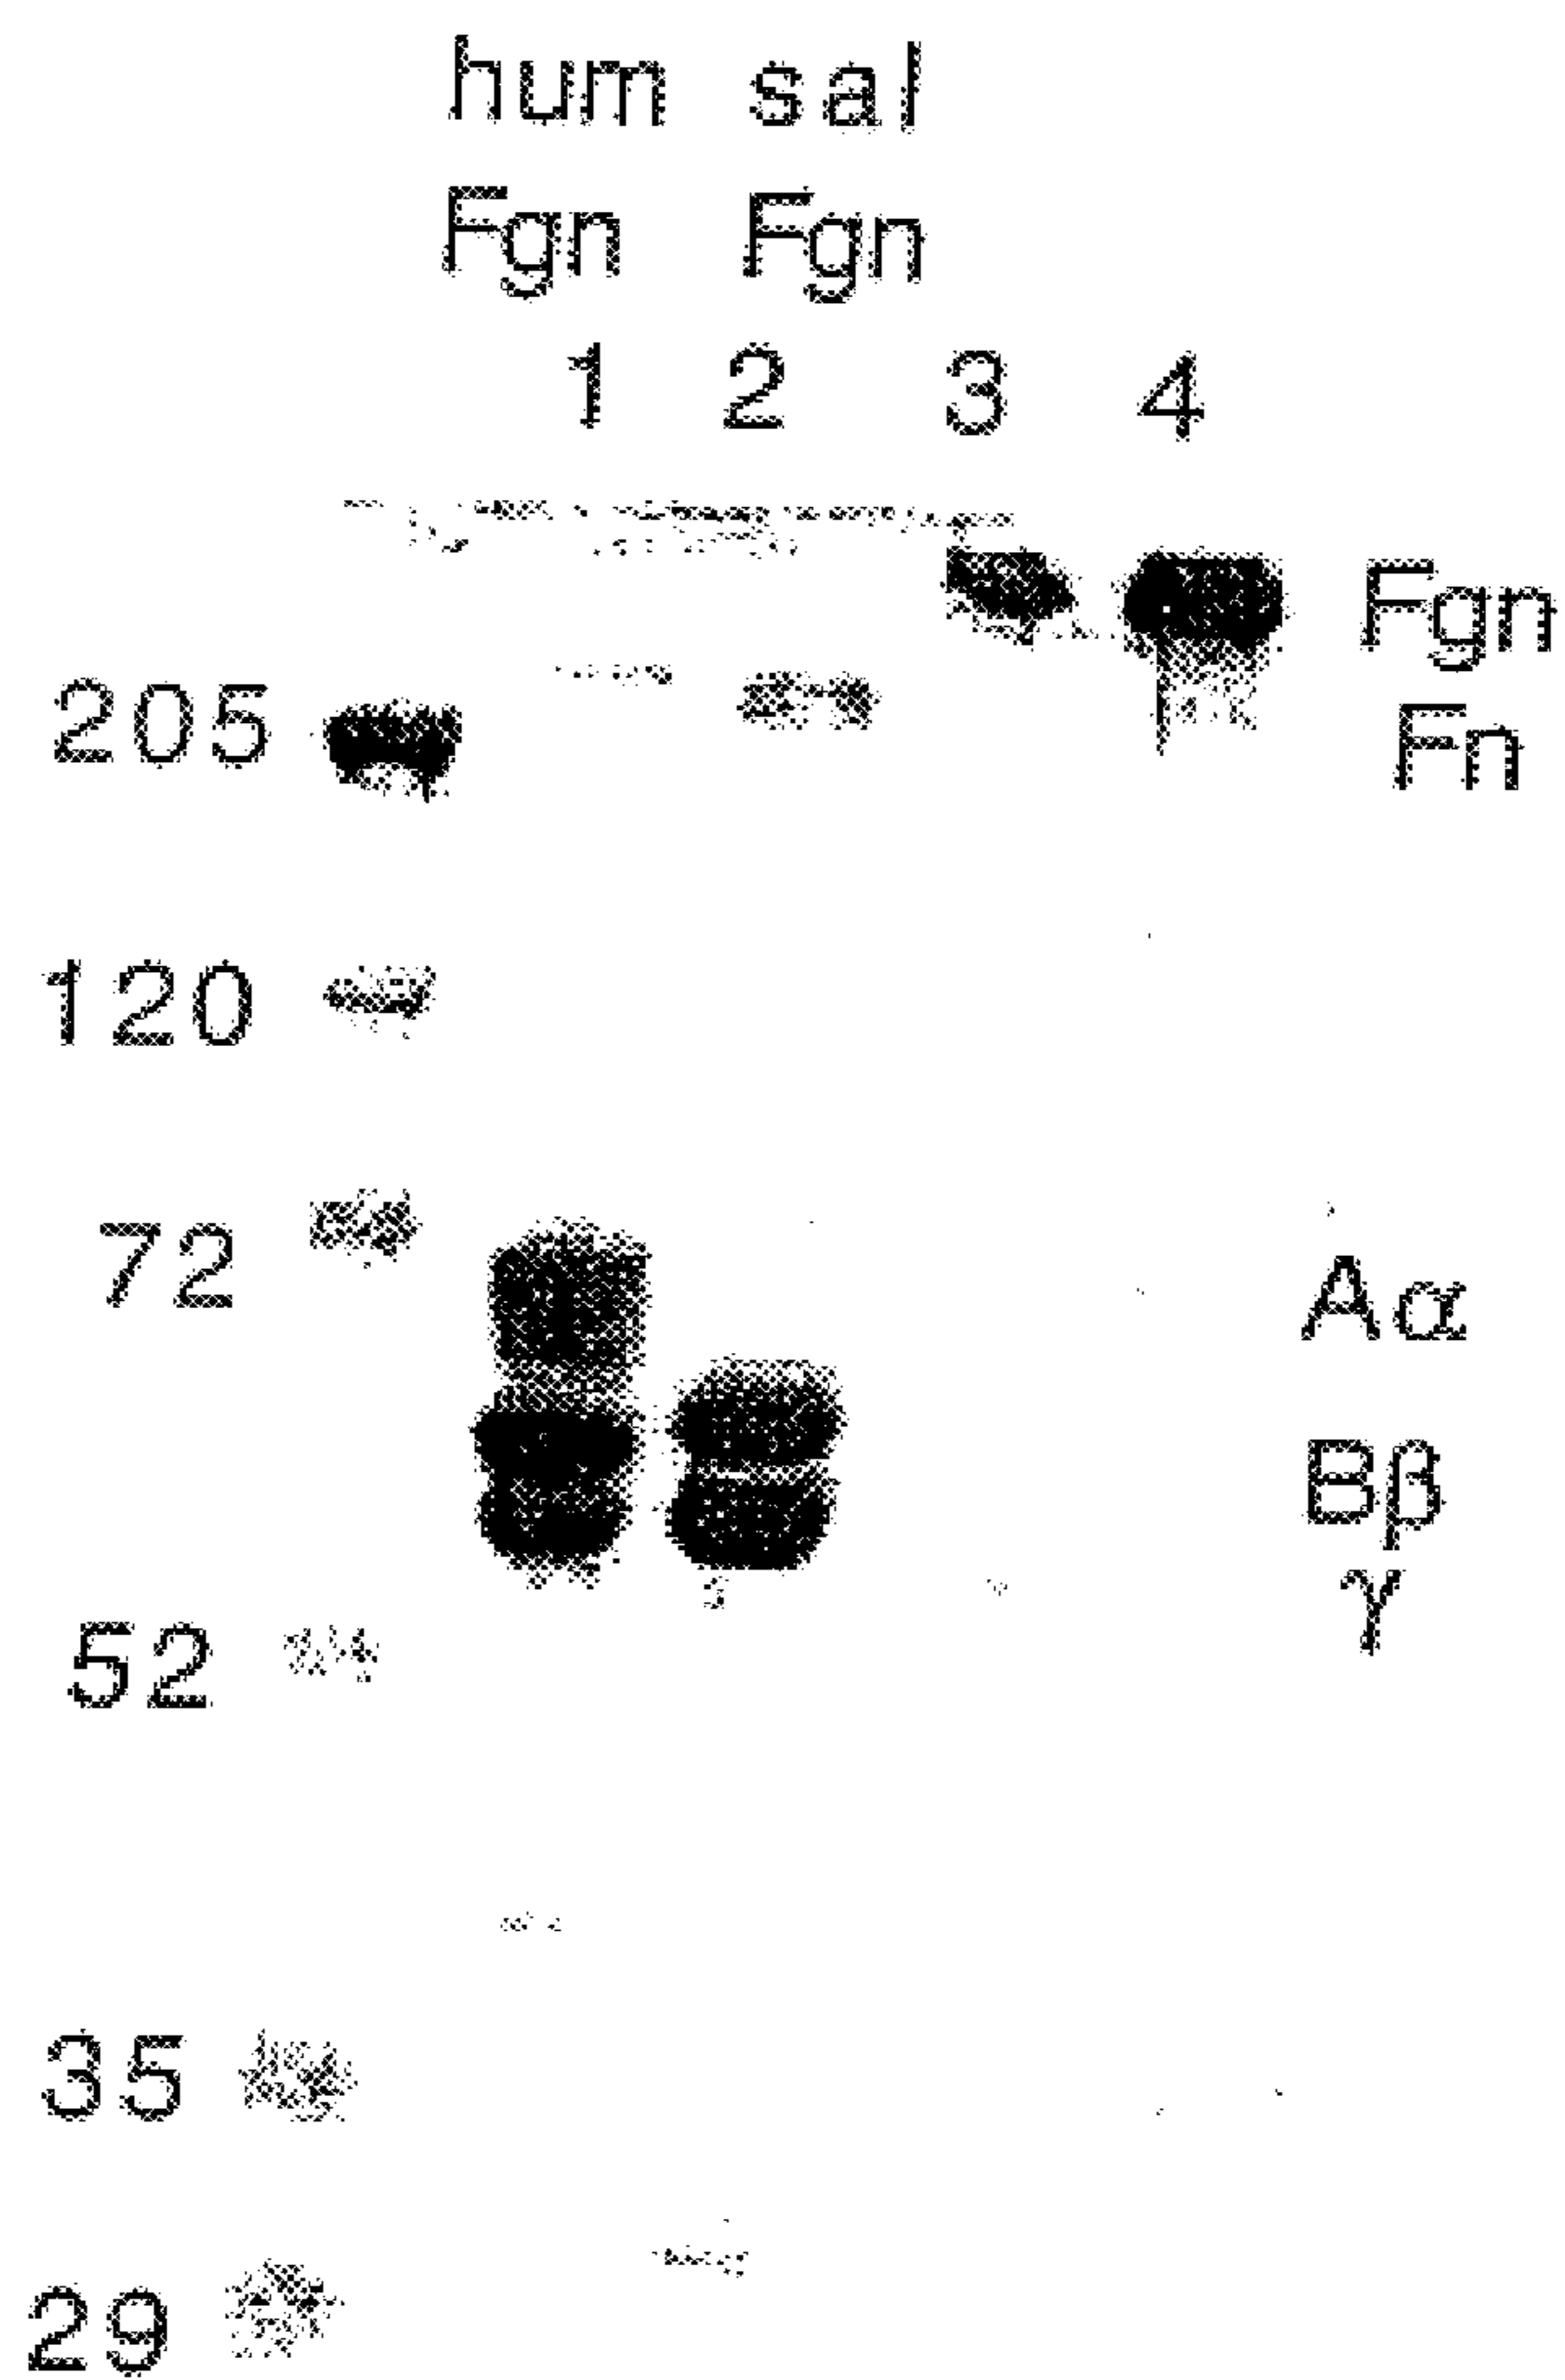 hum sal
Fgn Fgn
1 2 3 4
Fgn
205
Fn
120
72
Aα
Bβ
γ
52
35
29